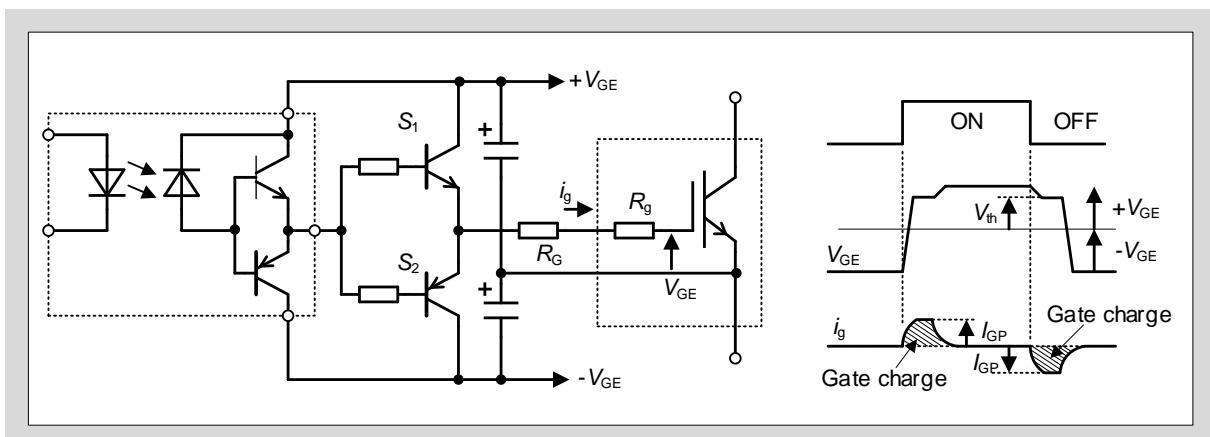 +VGE
S1
+
ig
Rg
S2
RG
VGE
+
-VGE
ON
OFF
Vth
+VGE
VGE
-VGE
ig
IGP
Gate charge
IGP
Gate charge